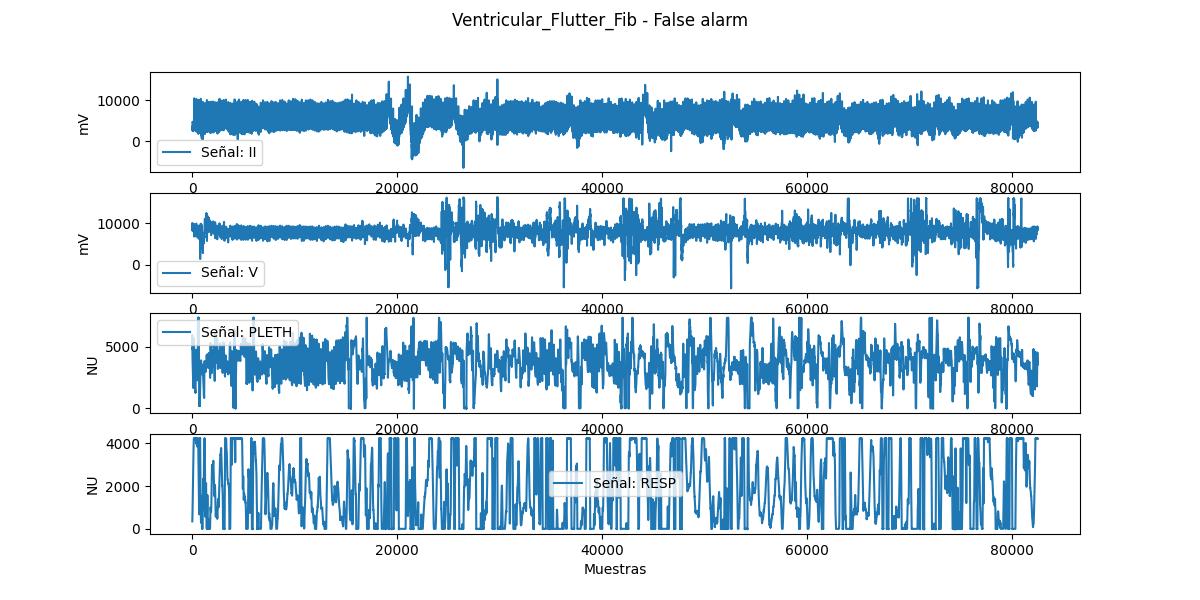 Ventricular_Flutter_Fib - False alarm
10000
0
mV
Señal: II
0 20000 40000 60000 80000
10000
0
mV
Señal: V
0 20000 40000 60000 80000
5000
0
NU
Señal: PLETH
0 20000 40000 60000 80000
4000
2000
0
NU
Señal: RESP
0 20000 40000 60000 80000
Muestras